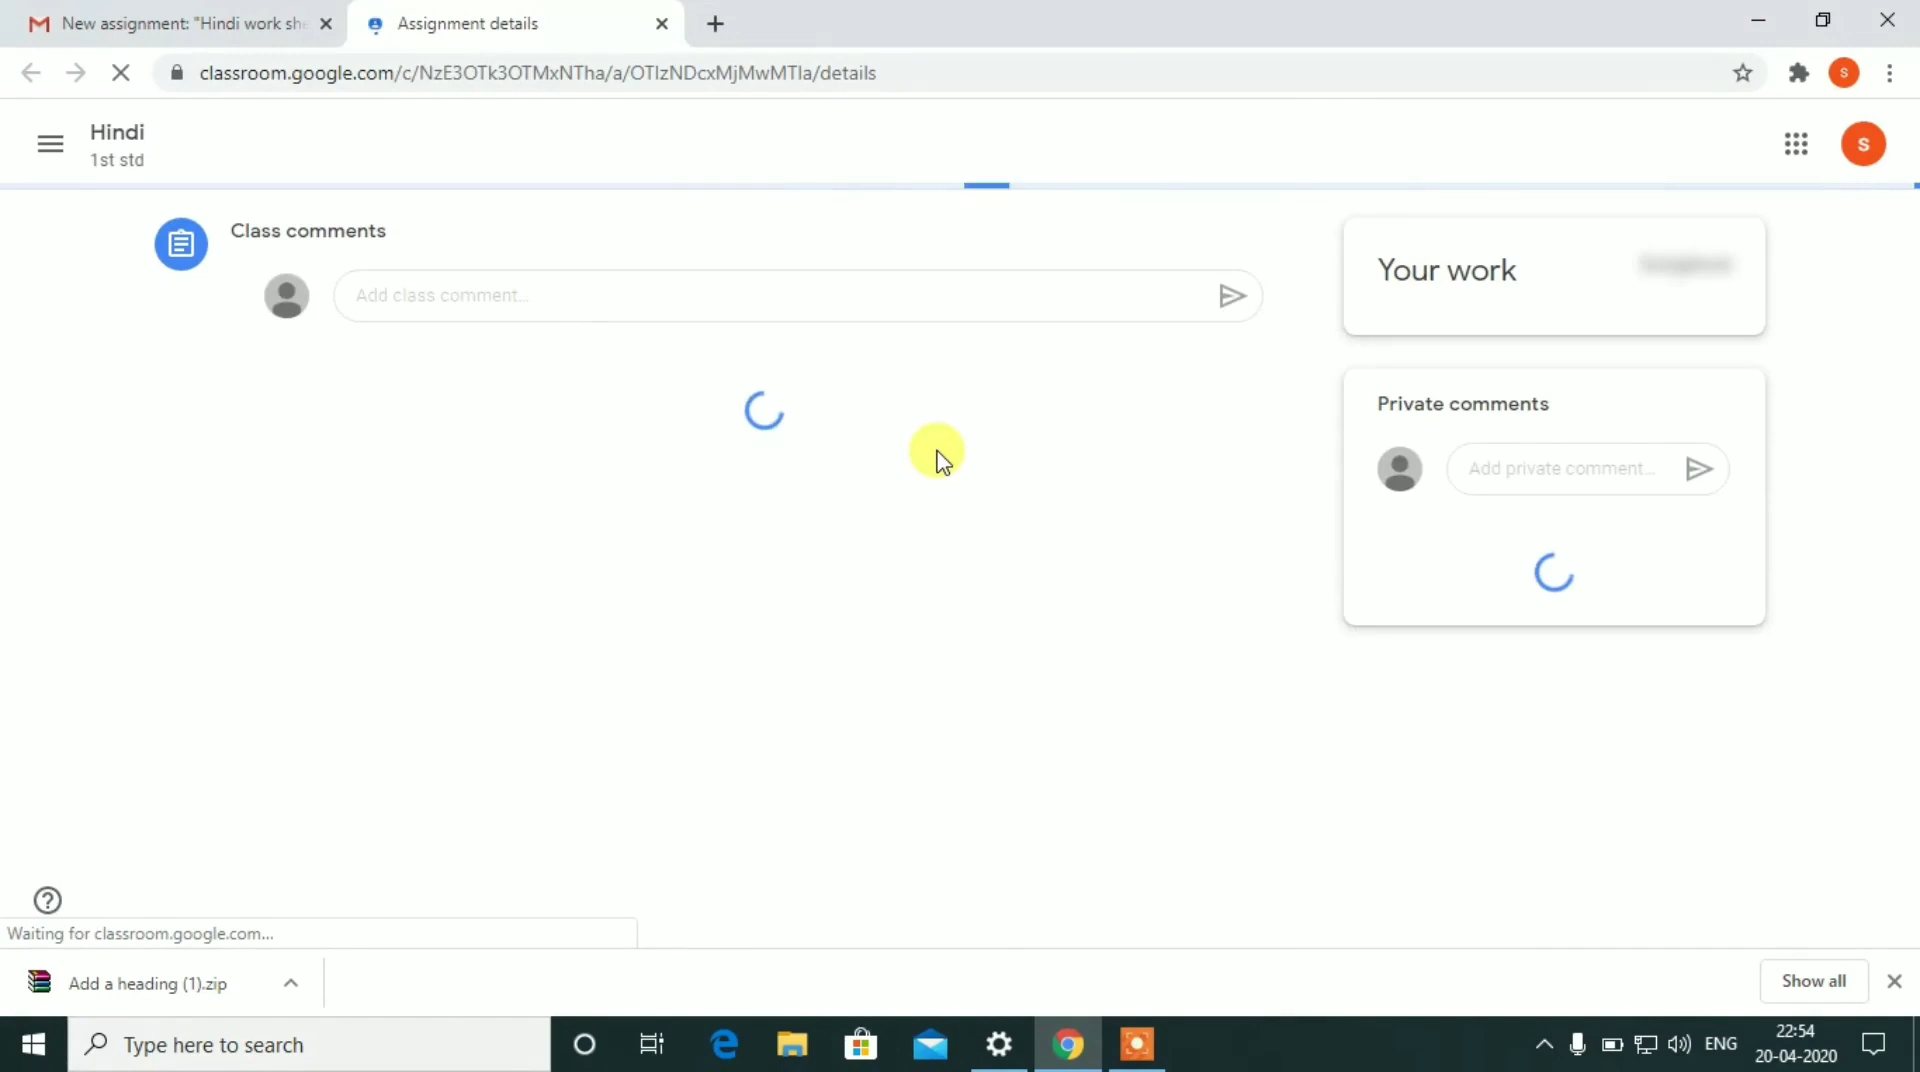 New assignment: "Hindi work she
Assignment details
classroom.google.com/c/NzE3OTk3OTMxNTha/a/OTIzNDcxMjMwMTIa/details
S
Hindi
1st std
S
Class comments
Add class comment...
Your work
Private comments
Add private comment...
Waiting for classroom.google.com...
Add a heading (1).zip
Show all
Type here to search
ENG
22:54
20-04-2020